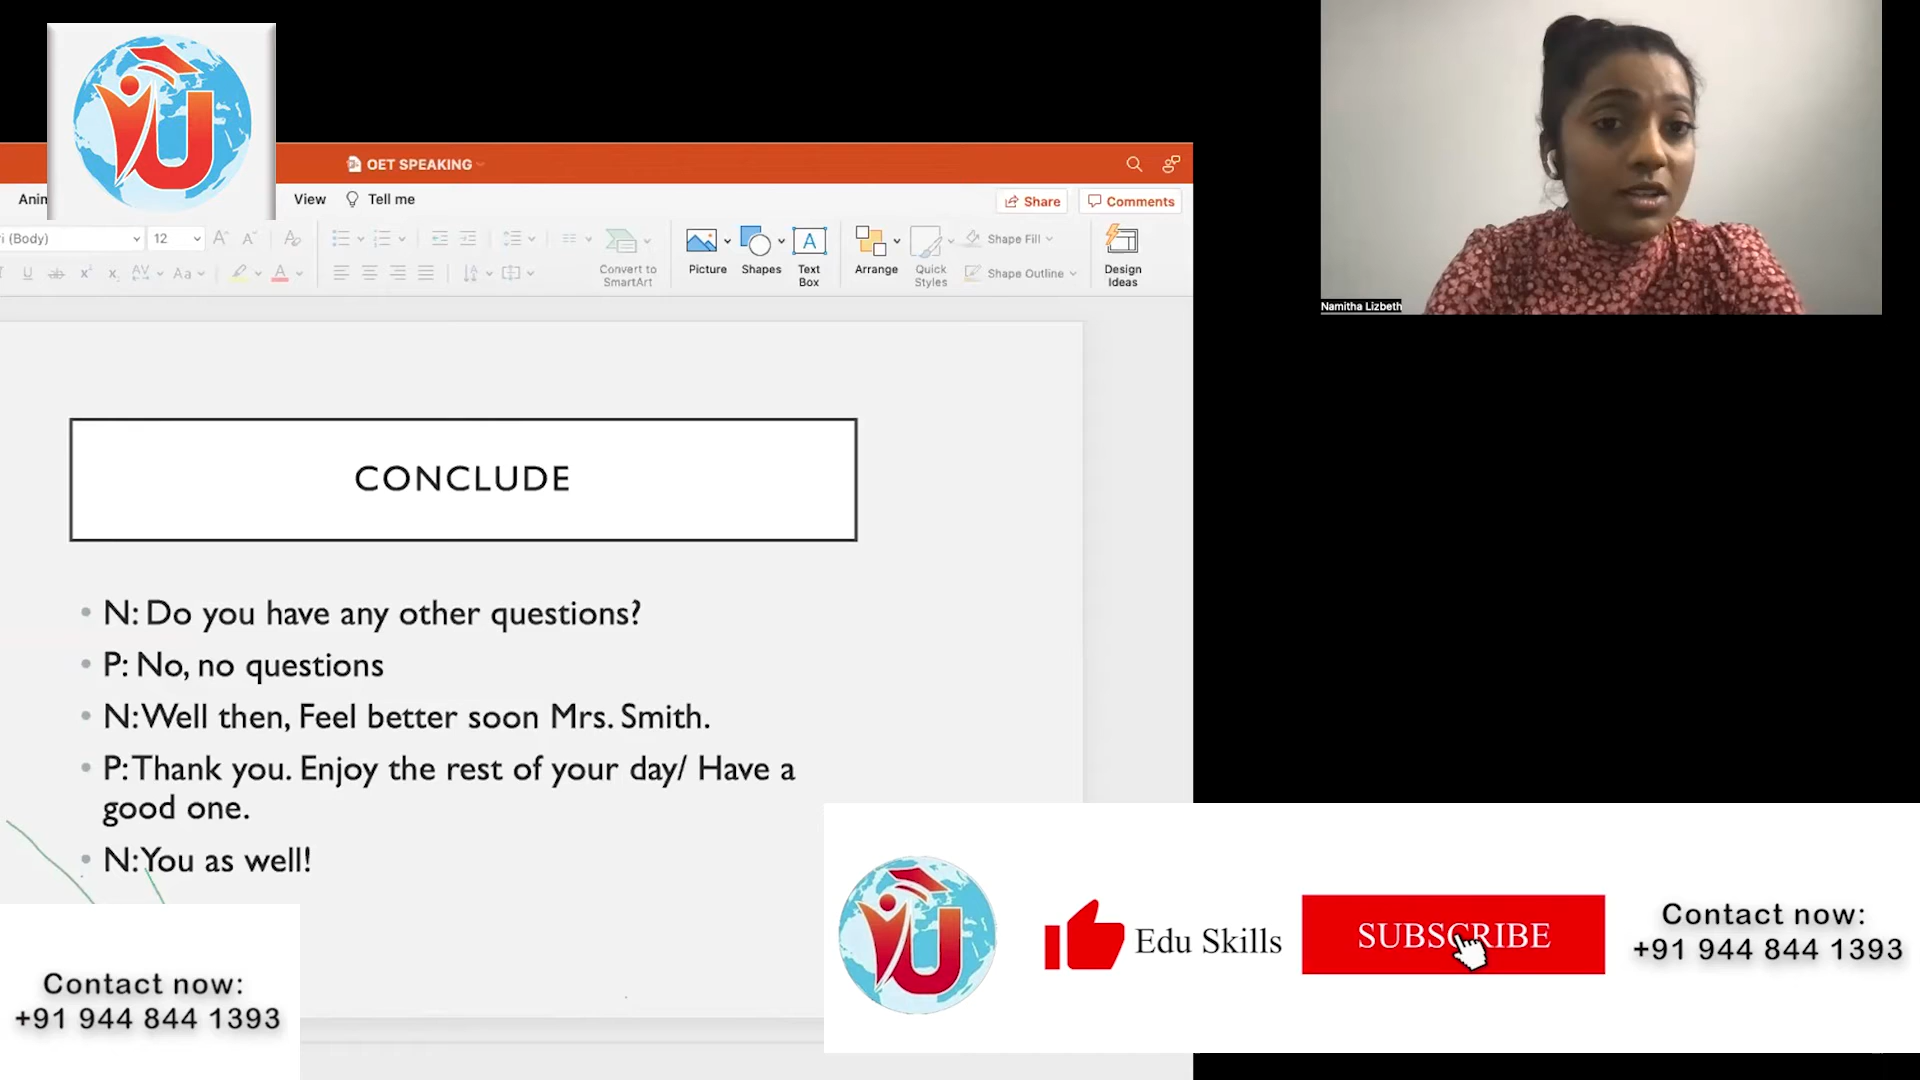 OET SPEAKING
Anim
View
Tell me
Share
Comments
i (Body)
12
Aa
Convert to
SmartArt
Picture
Shapes
Text
Box
Arrange
Quick
Styles
Shape Fill
Shape Outline
Design
Ideas
Namitha Lizbeth
CONCLUDE
• N: Do you have any other questions?
• P: No, no questions
• N: Well then, Feel better soon Mrs. Smith.
• P: Thank you. Enjoy the rest of your day/ Have a
good one.
• N: You as well!
Contact now:
+91 944 844 1393
Edu Skills
SUBSCRIBE
Contact now:
+91 944 844 1393